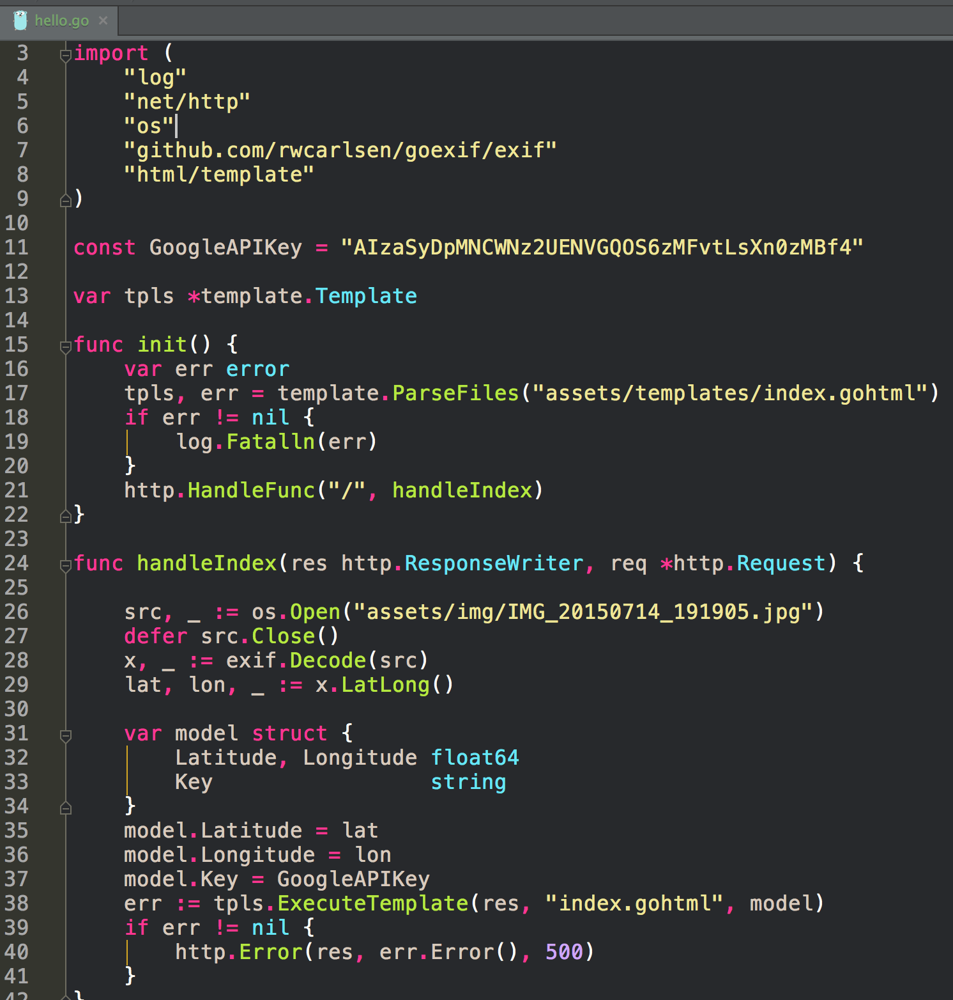 hello.go ×
3 import (
4     "log"
5     "net/http"
6     "os"
7     "github.com/rwcarlsen/goexif/exif"
8     "html/template"
9 )
10
11 const GoogleAPIKey = "AIzaSyDpMNCWNz2UENVGQOS6zMFvtLsXn0zMBf4"
12
13 var tpls *template.Template
14
15 func init() {
16     var err error
17     tpls, err = template.ParseFiles("assets/templates/index.gohtml")
18     if err != nil {
19         log.Fatalln(err)
20     }
21     http.HandleFunc("/", handleIndex)
22 }
23
24 func handleIndex(res http.ResponseWriter, req *http.Request) {
25
26     src, _ := os.Open("assets/img/IMG_20150714_191905.jpg")
27     defer src.Close()
28     x, _ := exif.Decode(src)
29     lat, lon, _ := x.LatLong()
30
31     var model struct {
32         Latitude, Longitude float64
33         Key                 string
34     }
35     model.Latitude = lat
36     model.Longitude = lon
37     model.Key = GoogleAPIKey
38     err := tpls.ExecuteTemplate(res, "index.gohtml", model)
39     if err != nil {
40         http.Error(res, err.Error(), 500)
41     }
42 }